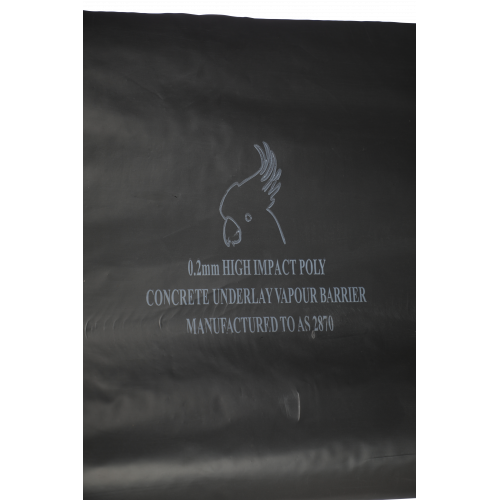 0.2mm HIGH IMPACT POLY
CONCRETE UNDERLAY VAPOUR BARRIER
MANUFACTURED TO AS 2870